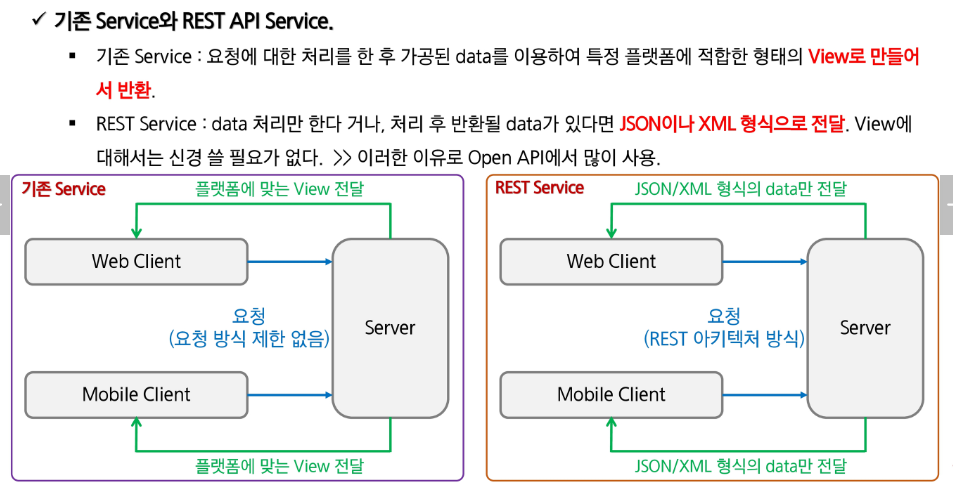 ✓ 기존 Service와 REST API Service.
▪ 기존 Service : 요청에 대한 처리를 한 후 가공된 data를 이용하여 특정 플랫폼에 적합한 형태의 View로 만들어
서 반환.
▪ REST Service : data 처리만 한다 거나, 처리 후 반환될 data가 있다면 JSON이나 XML 형식으로 전달. View에
대해서는 신경 쓸 필요가 없다. >> 이러한 이유로 Open API에서 많이 사용.
기존 Service
플랫폼에 맞는 View 전달
Web Client
요청
(요청 방식 제한 없음)
Server
Mobile Client
플랫폼에 맞는 View 전달
REST Service
JSON/XML 형식의 data만 전달
Web Client
요청
(REST 아키텍처 방식)
Server
Mobile Client
JSON/XML 형식의 data만 전달